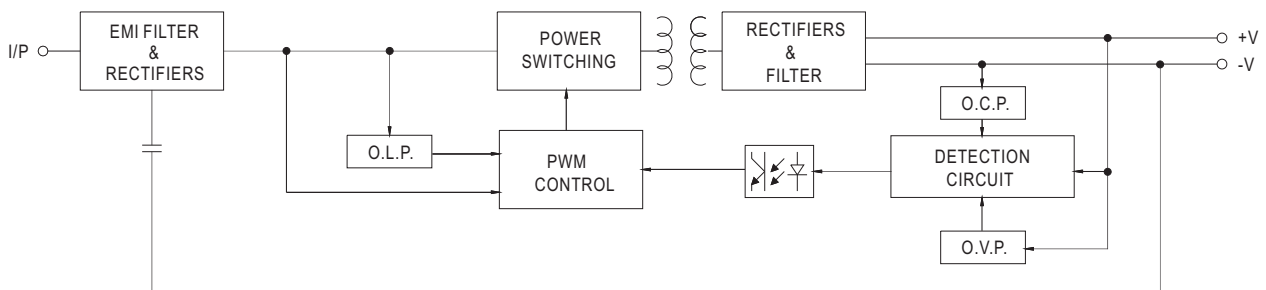 EMI FILTER
&
RECTIFIERS
I/P
POWER
SWITCHING
RECTIFIERS
&
FILTER
+V
-V
O.C.P.
O.L.P.
PWM
CONTROL
DETECTION
CIRCUIT
O.V.P.